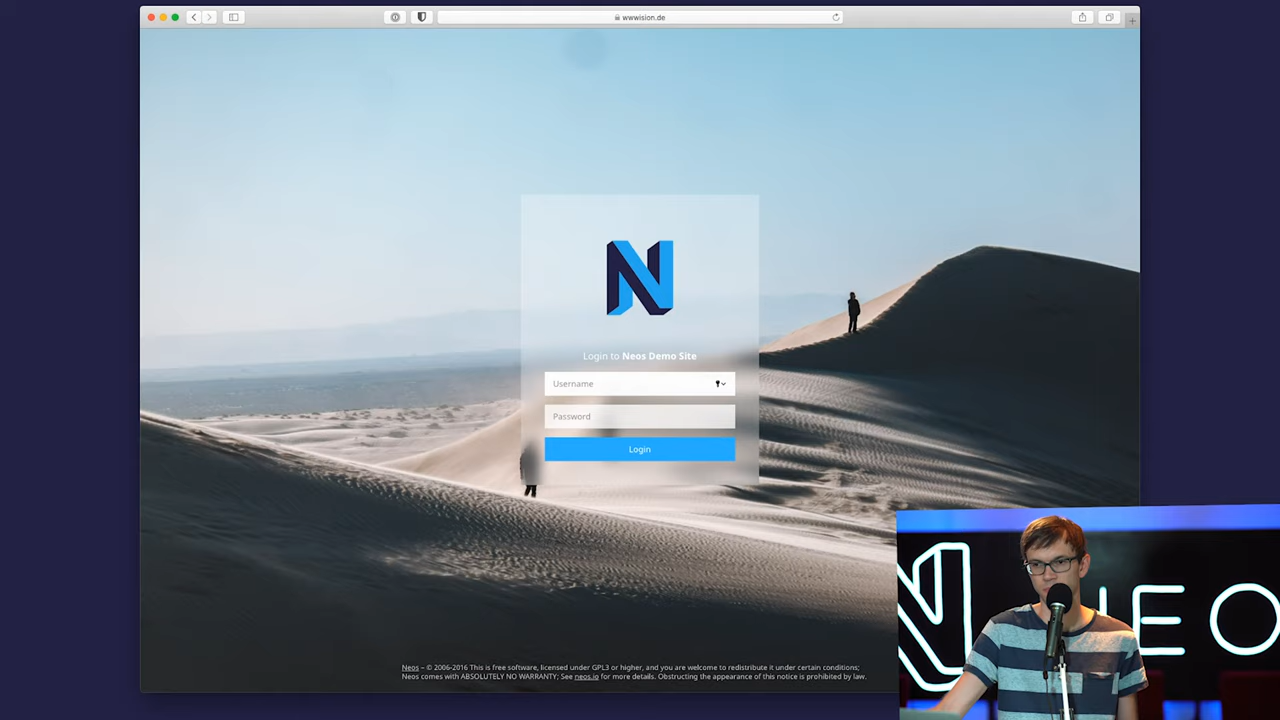 wwwision.de
Login to Neos Demo Site
Username
Password
Login
Neos – © 2006-2016 This is free software, licensed under GPL3 or higher, and you are welcome to redistribute it under certain conditions;
Neos comes with ABSOLUTELY NO WARRANTY; See neos.io for more details. Obstructing the appearance of this notice is prohibited by law.
NEO